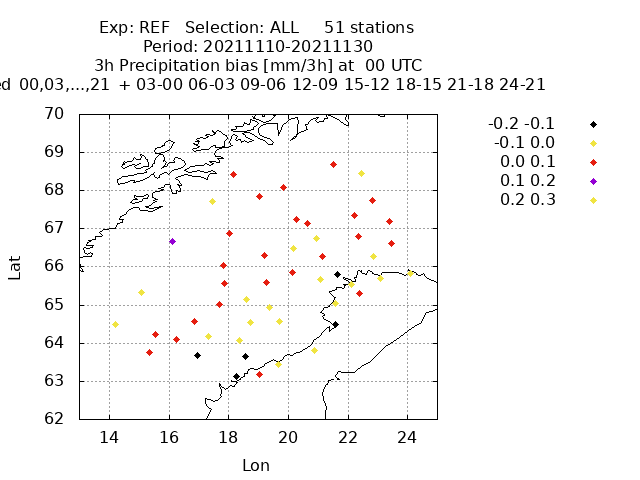 Exp: REF Selection: ALL 51 stations
Period: 20211110-20211130
3h Precipitation bias [mm/3h] at 00 UTC
00,03,...,21 + 03-00 06-03 09-06 12-09 15-12 18-15 21-18 24-21
-0.2 -0.1
-0.1 0.0
0.0 0.1
0.1 0.2
0.2 0.3
70
69
68
67
66
65
64
63
62
Lat
14 16 18 20 22 24
Lon